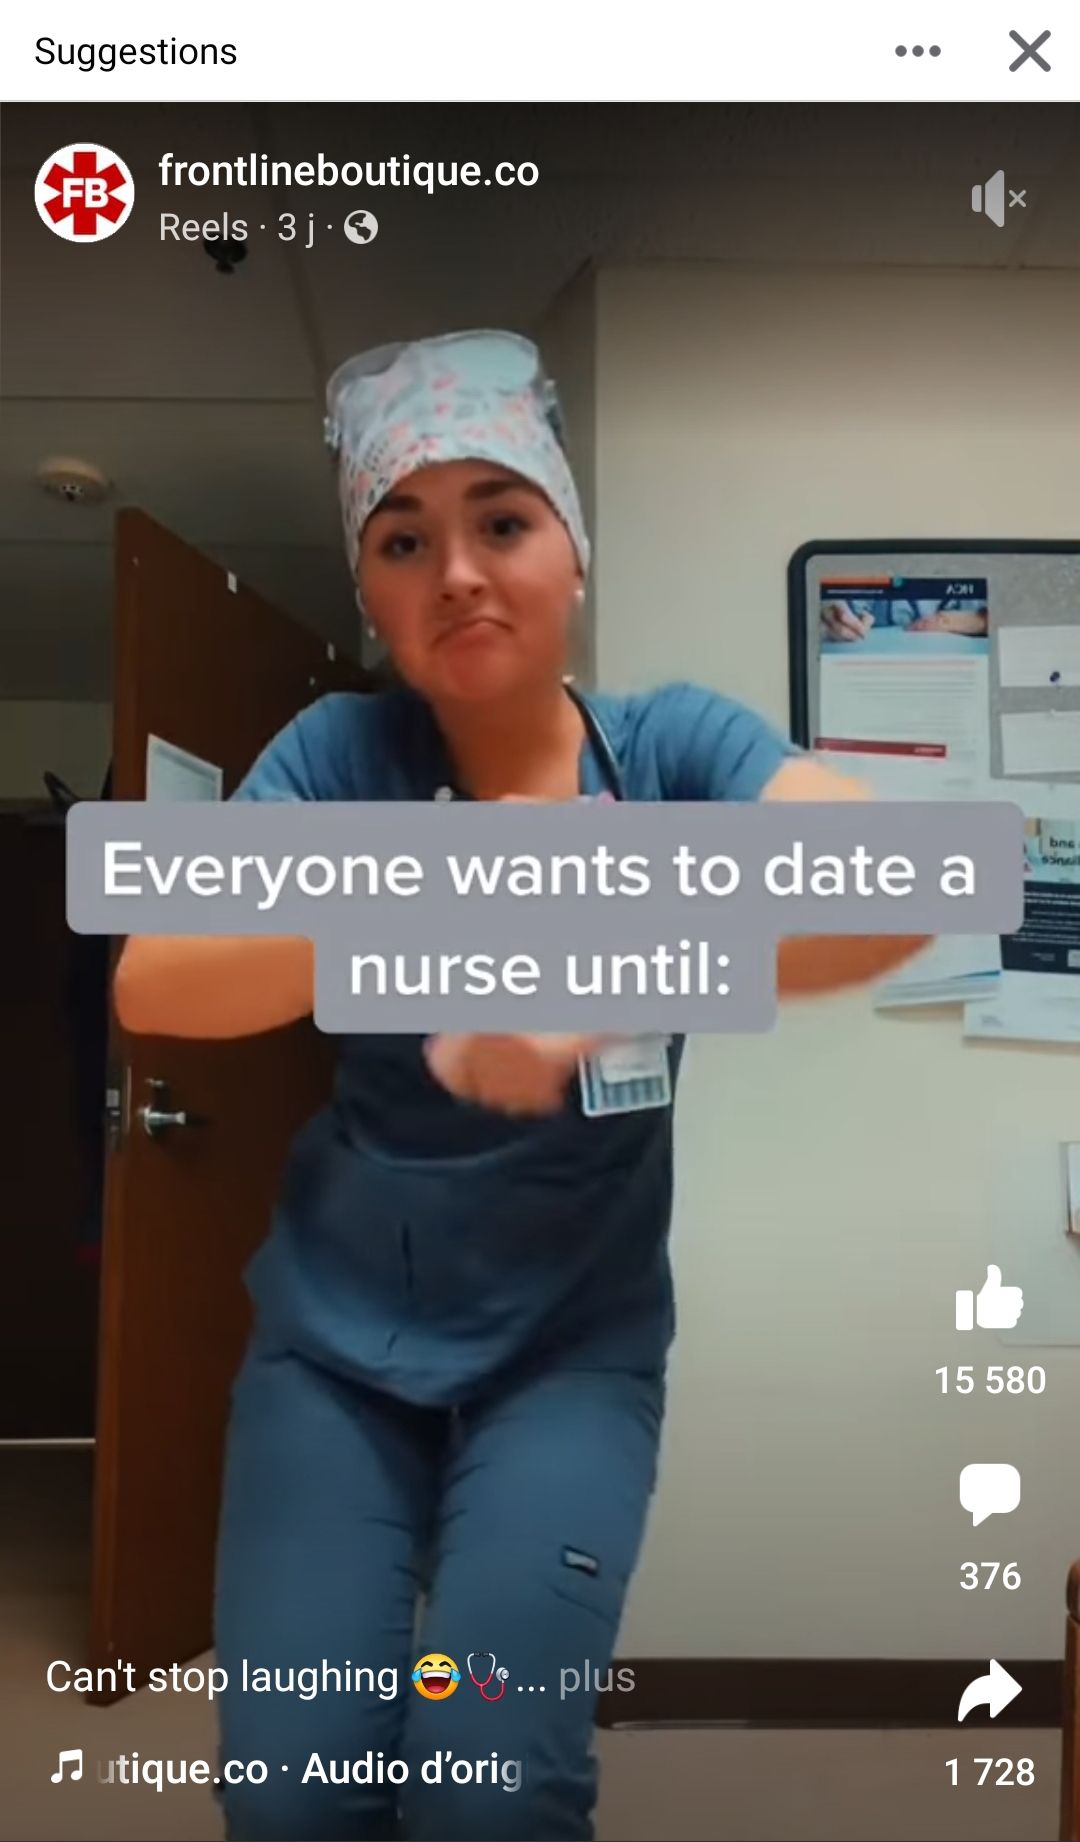 Suggestions
FB
frontlineboutique.co
Reels · 3 j ·
Everyone wants to date a
nurse until:
and
15 580
376
Can't stop laughing 😂🩺... plus
utique.co · Audio d’orig
1 728